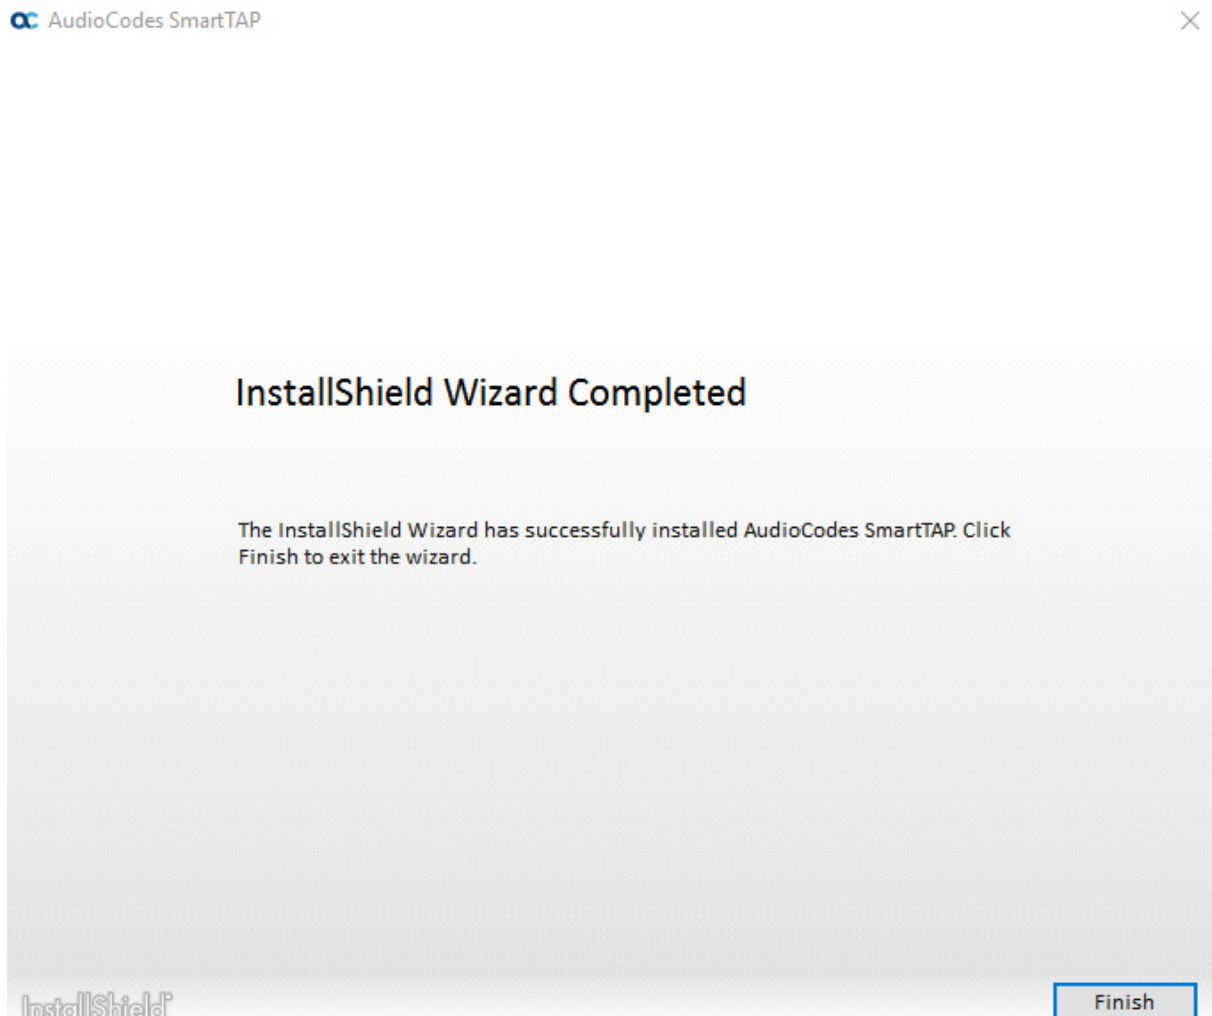 AudioCodes SmartTAP
InstallShield Wizard Completed
The InstallShield Wizard has successfully installed AudioCodes SmartTAP. Click
Finish to exit the wizard.
InstallShield
Finish